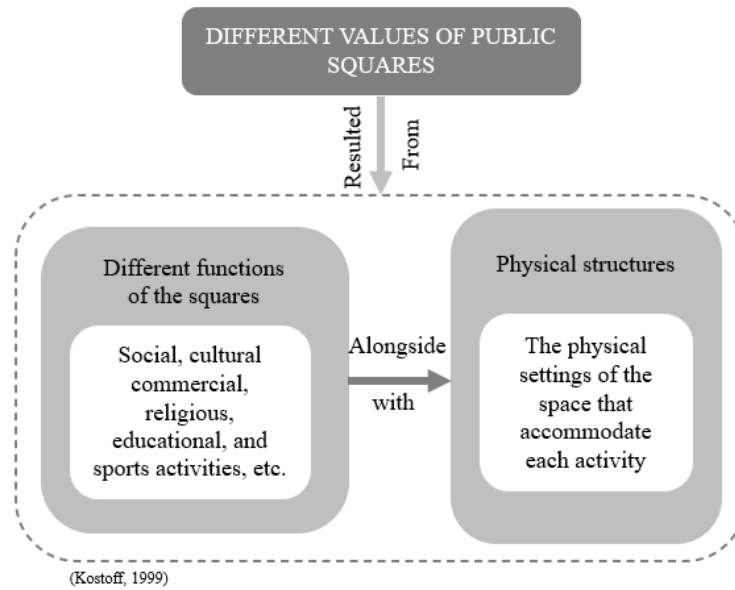 DIFFERENT VALUES OF PUBLIC
SQUARES
Resulted
From
Different functions
of the squares
Social, cultural
commercial,
religious,
educational, and
sports activities, etc.
Alongside
with
Physical structures
The physical
settings of the
space that
accommodate
each activity
(Kostoff, 1999)